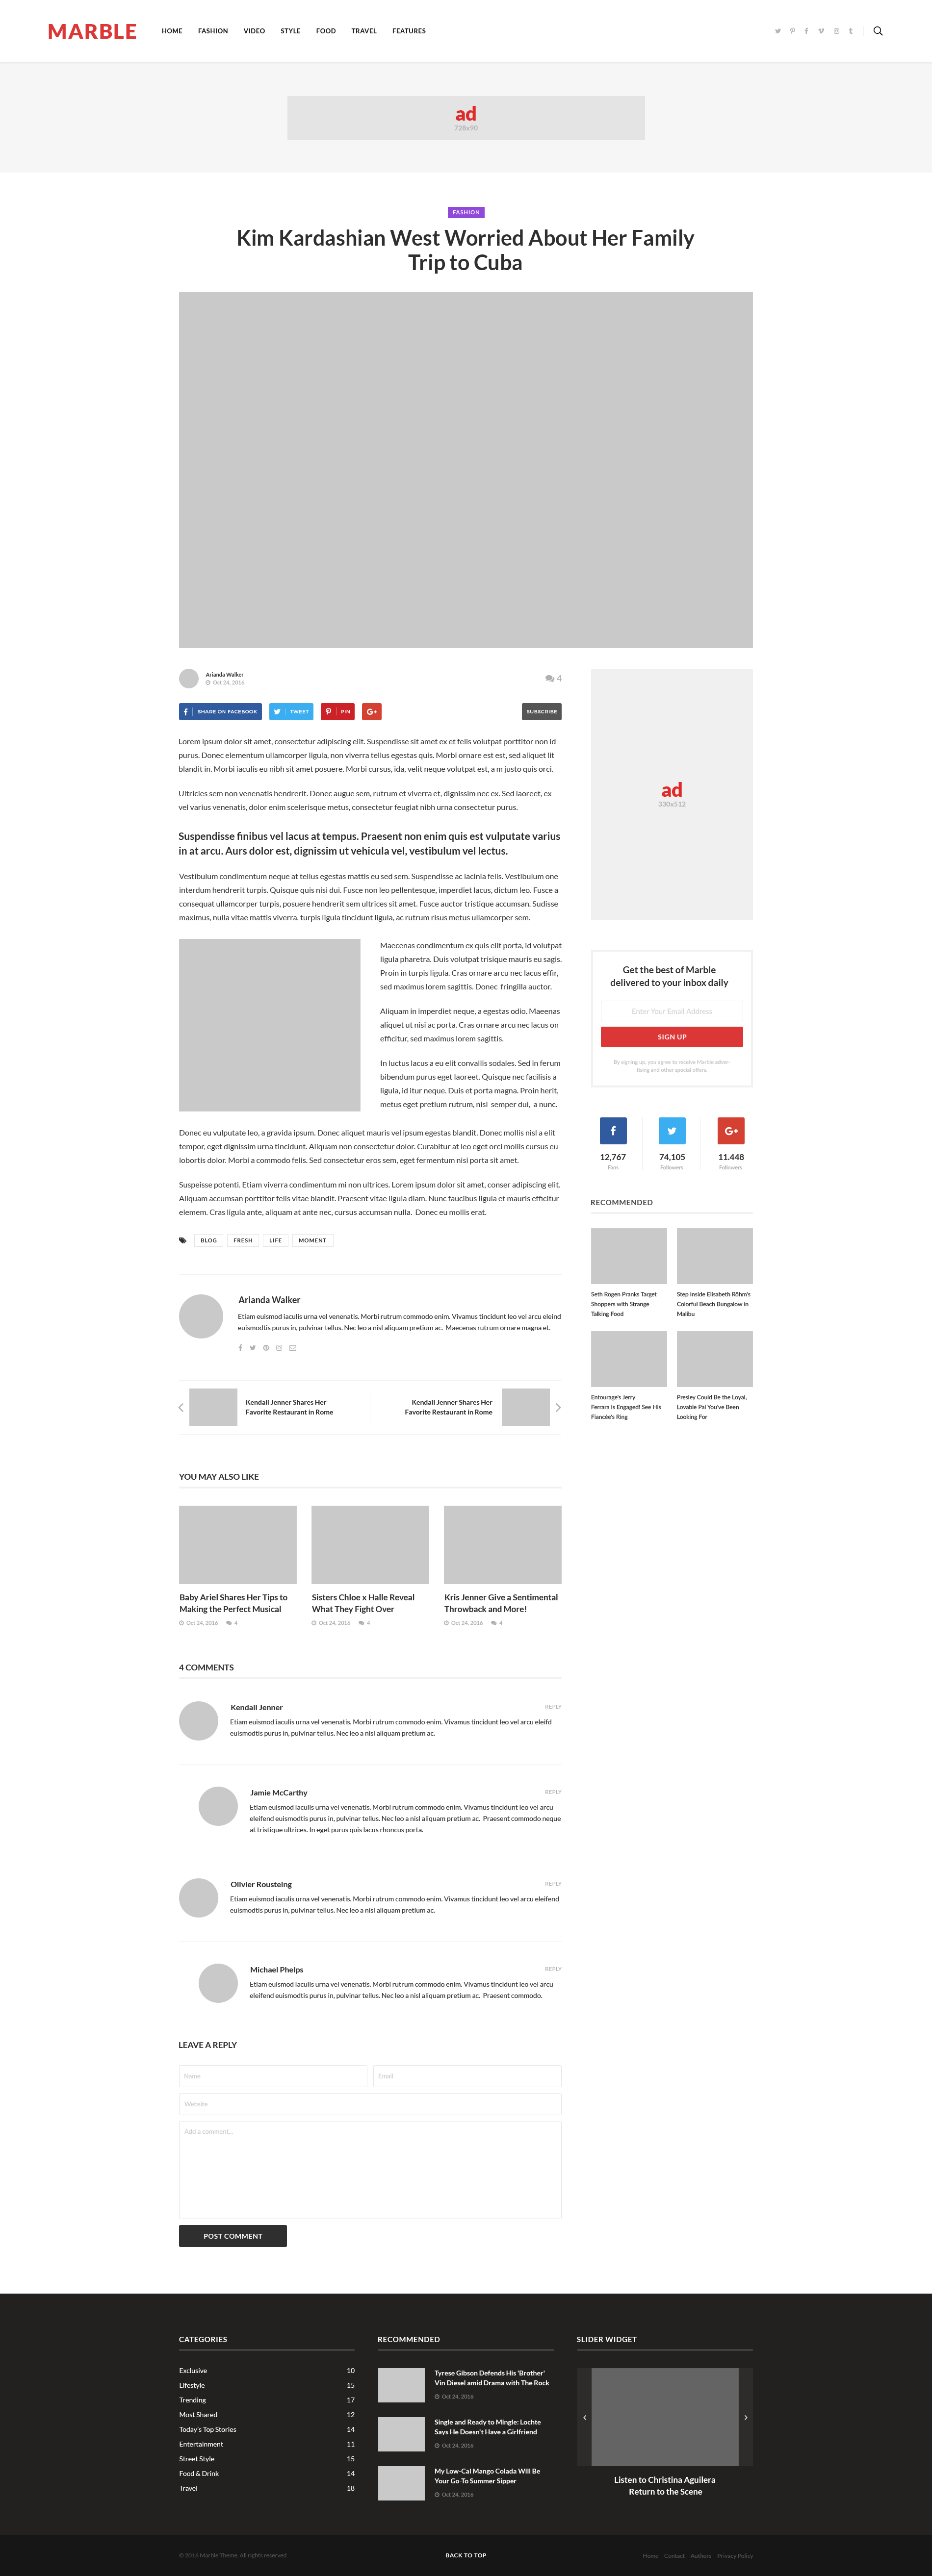 MARBLE
HOME FASHION VIDEO STYLE FOOD TRAVEL FEATURES
ad
728x90
FASHION
Kim Kardashian West Worried About Her Family
Trip to Cuba
Arianda Walker
Oct 24, 2016
4
SHARE ON FACEBOOK TWEET PIN SUBSCRIBE
Lorem ipsum dolor sit amet, consectetur adipiscing elit. Suspendisse sit amet ex et felis volutpat porttitor non id
purus. Donec elementum ullamcorper ligula, non viverra tellus egestas quis. Morbi ornare est est, sed aliquet lit
blandit in. Morbi iaculis eu nibh sit amet posuere. Morbi cursus, ida, velit neque volutpat est, a m justo quis orci.
Ultricies sem non venenatis hendrerit. Donec augue sem, rutrum et viverra et, dignissim nec ex. Sed laoreet, ex
vel varius venenatis, dolor enim scelerisque metus, consectetur feugiat nibh urna consectetur purus.
Suspendisse finibus vel lacus at tempus. Praesent non enim quis est vulputate varius
in at arcu. Aurs dolor est, dignissim ut vehicula vel, vestibulum vel lectus.
Vestibulum condimentum neque at tellus egestas mattis eu sed sem. Suspendisse ac lacinia felis. Vestibulum one
interdum hendrerit turpis. Quisque quis nisi dui. Fusce non leo pellentesque, imperdiet lacus, dictum leo. Fusce a
consequat ullamcorper turpis, posuere hendrerit sem ultrices sit amet. Fusce auctor tristique accumsan. Sudisse
maximus, nulla vitae mattis viverra, turpis ligula tincidunt ligula, ac rutrum risus metus ullamcorper sem.
Maecenas condimentum ex quis elit porta, id volutpat
ligula pharetra. Duis volutpat trisique mauris eu sagis.
Proin in turpis ligula. Cras ornare arcu nec lacus effir,
sed maximus lorem sagittis. Donec fringilla auctor.
Aliquam in imperdiet neque, a egestas odio. Maeenas
aliquet ut nisi ac porta. Cras ornare arcu nec lacus on
efficitur, sed maximus lorem sagittis.
In luctus lacus a eu elit convallis sodales. Sed in ferum
bibendum purus eget laoreet. Quisque nec facilisis a
ligula, id itur neque. Duis et porta magna. Proin herit,
metus eget pretium rutrum, nisi semper dui, a nunc.
Donec eu vulputate leo, a gravida ipsum. Donec aliquet mauris vel ipsum egestas blandit. Donec mollis nisl a elit
tempor, eget dignissim urna tincidunt. Aliquam non consectetur dolor. Curabitur a leo eget orci mollis cursus eu
lobortis dolor. Morbi a commodo felis. Sed consectetur eros sem, eget fermentum nisi porta sit amet.
Suspeisse potenti. Etiam viverra condimentum mi non ultrices. Lorem ipsum dolor sit amet, conser adipiscing elit.
Aliquam accumsan porttitor felis vitae blandit. Praesent vitae ligula diam. Nunc faucibus ligula et mauris efficitur
elemem. Cras ligula ante, aliquam at ante nec, cursus accumsan nulla. Donec eu mollis erat.
BLOG FRESH LIFE MOMENT
Arianda Walker
Etiam euismod iaculis urna vel venenatis. Morbi rutrum commodo enim. Vivamus tincidunt leo vel arcu eleind
euismodtis purus in, pulvinar tellus. Nec leo a nisl aliquam pretium ac. Maecenas rutrum ornare magna et.
Kendall Jenner Shares Her
Favorite Restaurant in Rome
Kendall Jenner Shares Her
Favorite Restaurant in Rome
YOU MAY ALSO LIKE
Baby Ariel Shares Her Tips to
Making the Perfect Musical
Oct 24, 2016 4
Sisters Chloe x Halle Reveal
What They Fight Over
Oct 24, 2016 4
Kris Jenner Give a Sentimental
Throwback and More!
Oct 24, 2016 4
4 COMMENTS
Kendall Jenner REPLY
Etiam euismod iaculis urna vel venenatis. Morbi rutrum commodo enim. Vivamus tincidunt leo vel arcu eleifd
euismodtis purus in, pulvinar tellus. Nec leo a nisl aliquam pretium ac.
Jamie McCarthy REPLY
Etiam euismod iaculis urna vel venenatis. Morbi rutrum commodo enim. Vivamus tincidunt leo vel arcu
eleifend euismodtis purus in, pulvinar tellus. Nec leo a nisl aliquam pretium ac. Praesent commodo neque
at tristique ultrices. In eget purus quis lacus rhoncus porta.
Olivier Rousteing REPLY
Etiam euismod iaculis urna vel venenatis. Morbi rutrum commodo enim. Vivamus tincidunt leo vel arcu eleifend
euismodtis purus in, pulvinar tellus. Nec leo a nisl aliquam pretium ac.
Michael Phelps REPLY
Etiam euismod iaculis urna vel venenatis. Morbi rutrum commodo enim. Vivamus tincidunt leo vel arcu
eleifend euismodtis purus in, pulvinar tellus. Nec leo a nisl aliquam pretium ac. Praesent commodo.
LEAVE A REPLY
Name Email
Website
Add a comment...
POST COMMENT
ad
330x512
Get the best of Marble
delivered to your inbox daily
Enter Your Email Address
SIGN UP
By signing up, you agree to receive Marble adver-
tising and other special offers.
12,767 74,105 11.448
Fans Followers Followers
RECOMMENDED
Seth Rogen Pranks Target
Shoppers with Strange
Talking Food
Step Inside Elisabeth Röhm's
Colorful Beach Bungalow in
Malibu
Entourage's Jerry
Ferrara Is Engaged! See His
Fiancée's Ring
Presley Could Be the Loyal,
Lovable Pal You've Been
Looking For
CATEGORIES
Exclusive 10
Lifestyle 15
Trending 17
Most Shared 12
Today's Top Stories 14
Entertainment 11
Street Style 15
Food & Drink 14
Travel 18
RECOMMENDED
Tyrese Gibson Defends His 'Brother'
Vin Diesel amid Drama with The Rock
Oct 24, 2016
Single and Ready to Mingle: Lochte
Says He Doesn't Have a Girlfriend
Oct 24, 2016
My Low-Cal Mango Colada Will Be
Your Go-To Summer Sipper
Oct 24, 2016
SLIDER WIDGET
Listen to Christina Aguilera
Return to the Scene
© 2016 Marble Theme. All rights reserved.
BACK TO TOP
Home Contact Authors Privacy Policy